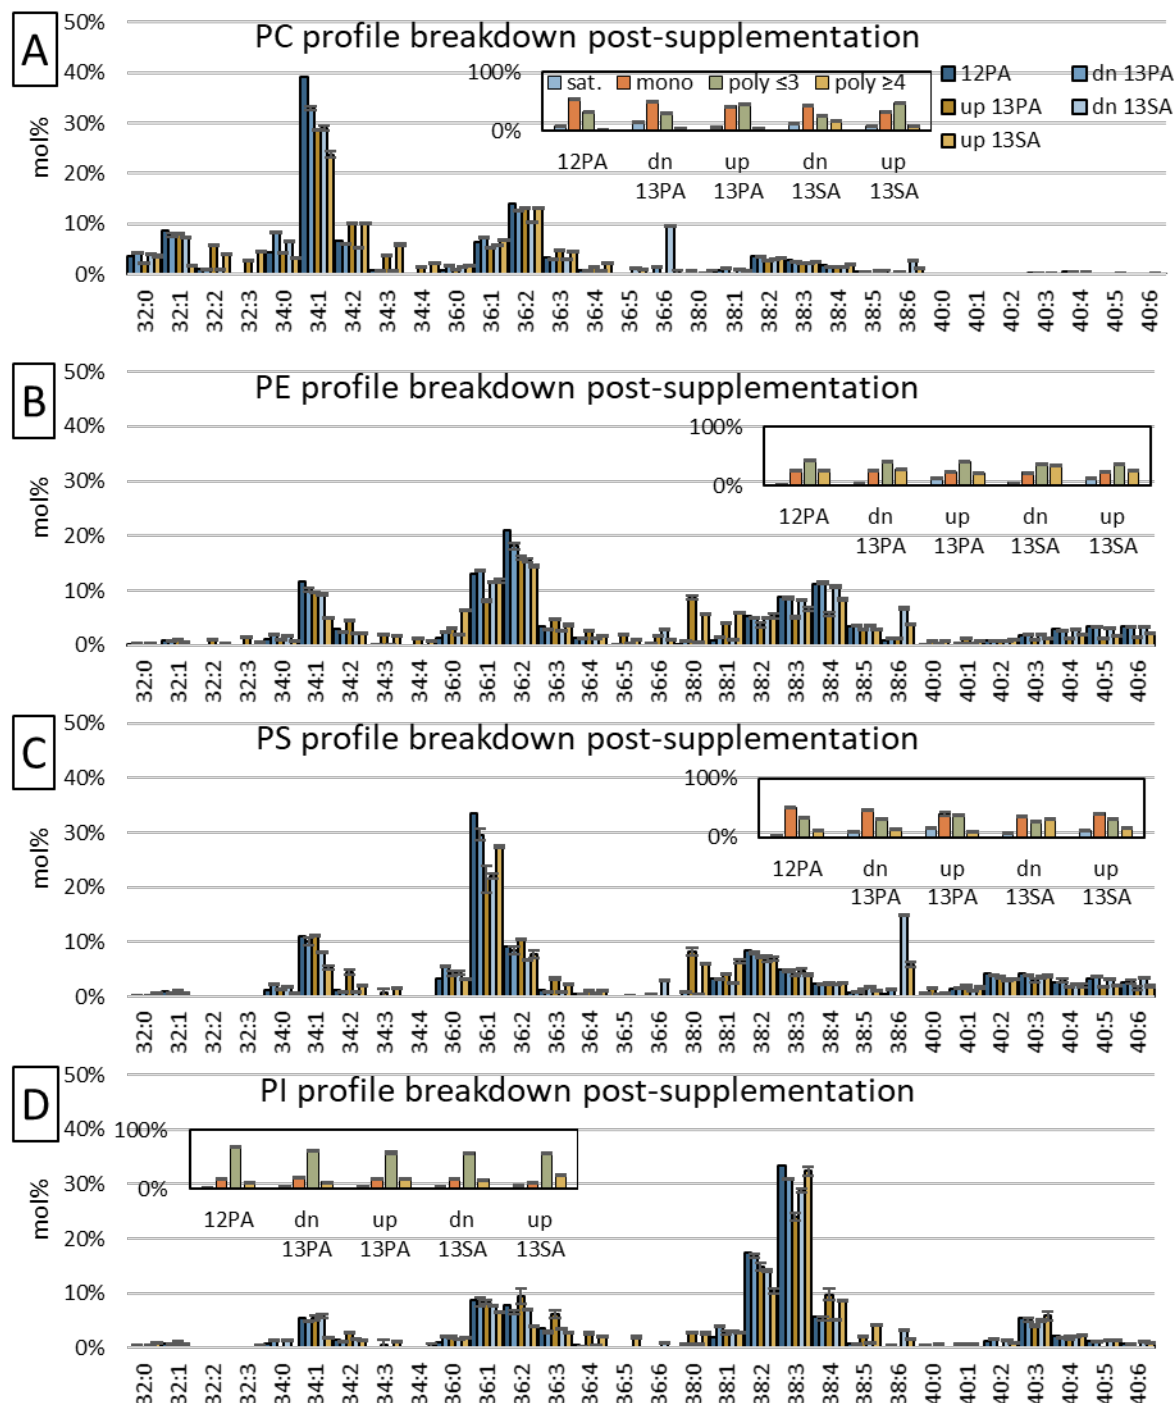 A
PC profile breakdown post-supplementation
50%
40%
30%
20%
10%
0%
mol%
100%
0%
sat. mono poly ≤3 poly ≥4
12PA dn 13PA up 13PA dn 13SA up 13SA
12PA dn 13PA
up 13PA dn 13SA
up 13SA
32:0 32:1 32:2 32:3 34:0 34:1 34:2 34:3 34:4 36:0 36:1 36:2 36:3 36:4 36:5 36:6 38:0 38:1 38:2 38:3 38:4 38:5 38:6 40:0 40:1 40:2 40:3 40:4 40:5 40:6
B
PE profile breakdown post-supplementation
50%
40%
30%
20%
10%
0%
mol%
100%
0%
12PA dn 13PA up 13PA dn 13SA up 13SA
32:0 32:1 32:2 32:3 34:0 34:1 34:2 34:3 34:4 36:0 36:1 36:2 36:3 36:4 36:5 36:6 38:0 38:1 38:2 38:3 38:4 38:5 38:6 40:0 40:1 40:2 40:3 40:4 40:5 40:6
C
PS profile breakdown post-supplementation
50%
40%
30%
20%
10%
0%
mol%
100%
0%
12PA dn 13PA up 13PA dn 13SA up 13SA
32:0 32:1 32:2 32:3 34:0 34:1 34:2 34:3 34:4 36:0 36:1 36:2 36:3 36:4 36:5 36:6 38:0 38:1 38:2 38:3 38:4 38:5 38:6 40:0 40:1 40:2 40:3 40:4 40:5 40:6
D
PI profile breakdown post-supplementation
50%
40%
30%
20%
10%
0%
mol%
100%
0%
12PA dn 13PA up 13PA dn 13SA up 13SA
32:0 32:1 32:2 32:3 34:0 34:1 34:2 34:3 34:4 36:0 36:1 36:2 36:3 36:4 36:5 36:6 38:0 38:1 38:2 38:3 38:4 38:5 38:6 40:0 40:1 40:2 40:3 40:4 40:5 40:6